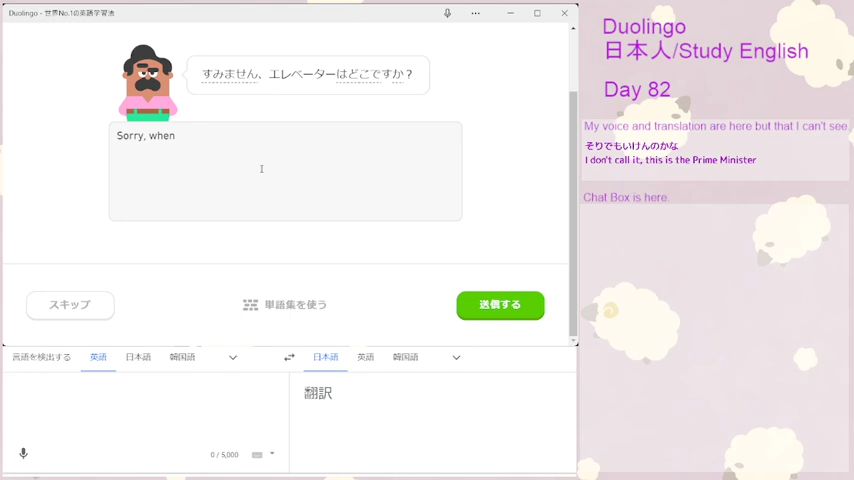 Duolingo - 世界No.1の英語学習法
すみません、エレベーターはどこですか？
Sorry, when
スキップ
単語集を使う
送信する
言語を検出する 英語 日本語 韓国語
日本語 英語 韓国語
翻訳
0 / 5,000
Duolingo
日本人/Study English
Day 82
My voice and translation are here but that I can't see
そりでもいけんのかな
I don't call it, this is the Prime Minister
Chat Box is here.